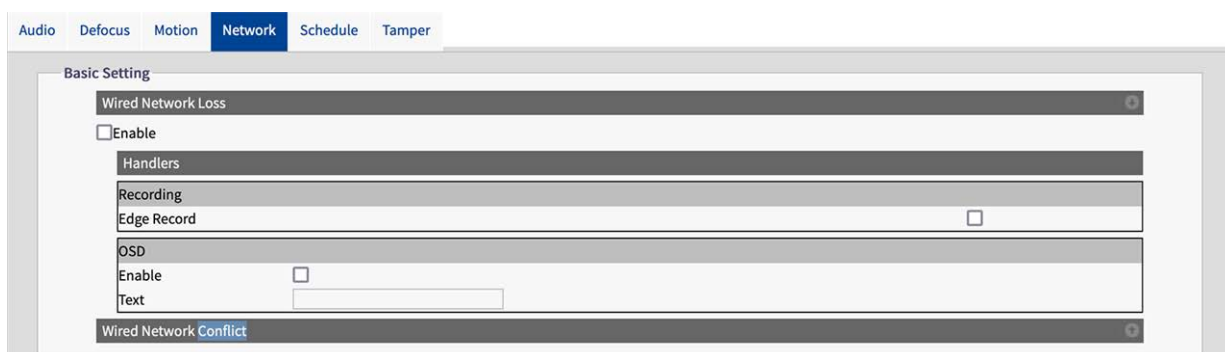 Audio Defocus Motion Network Schedule Tamper
Basic Setting
Wired Network Loss
Enable
Handlers
Recording
Edge Record
OSD
Enable
Text
Wired Network Conflict